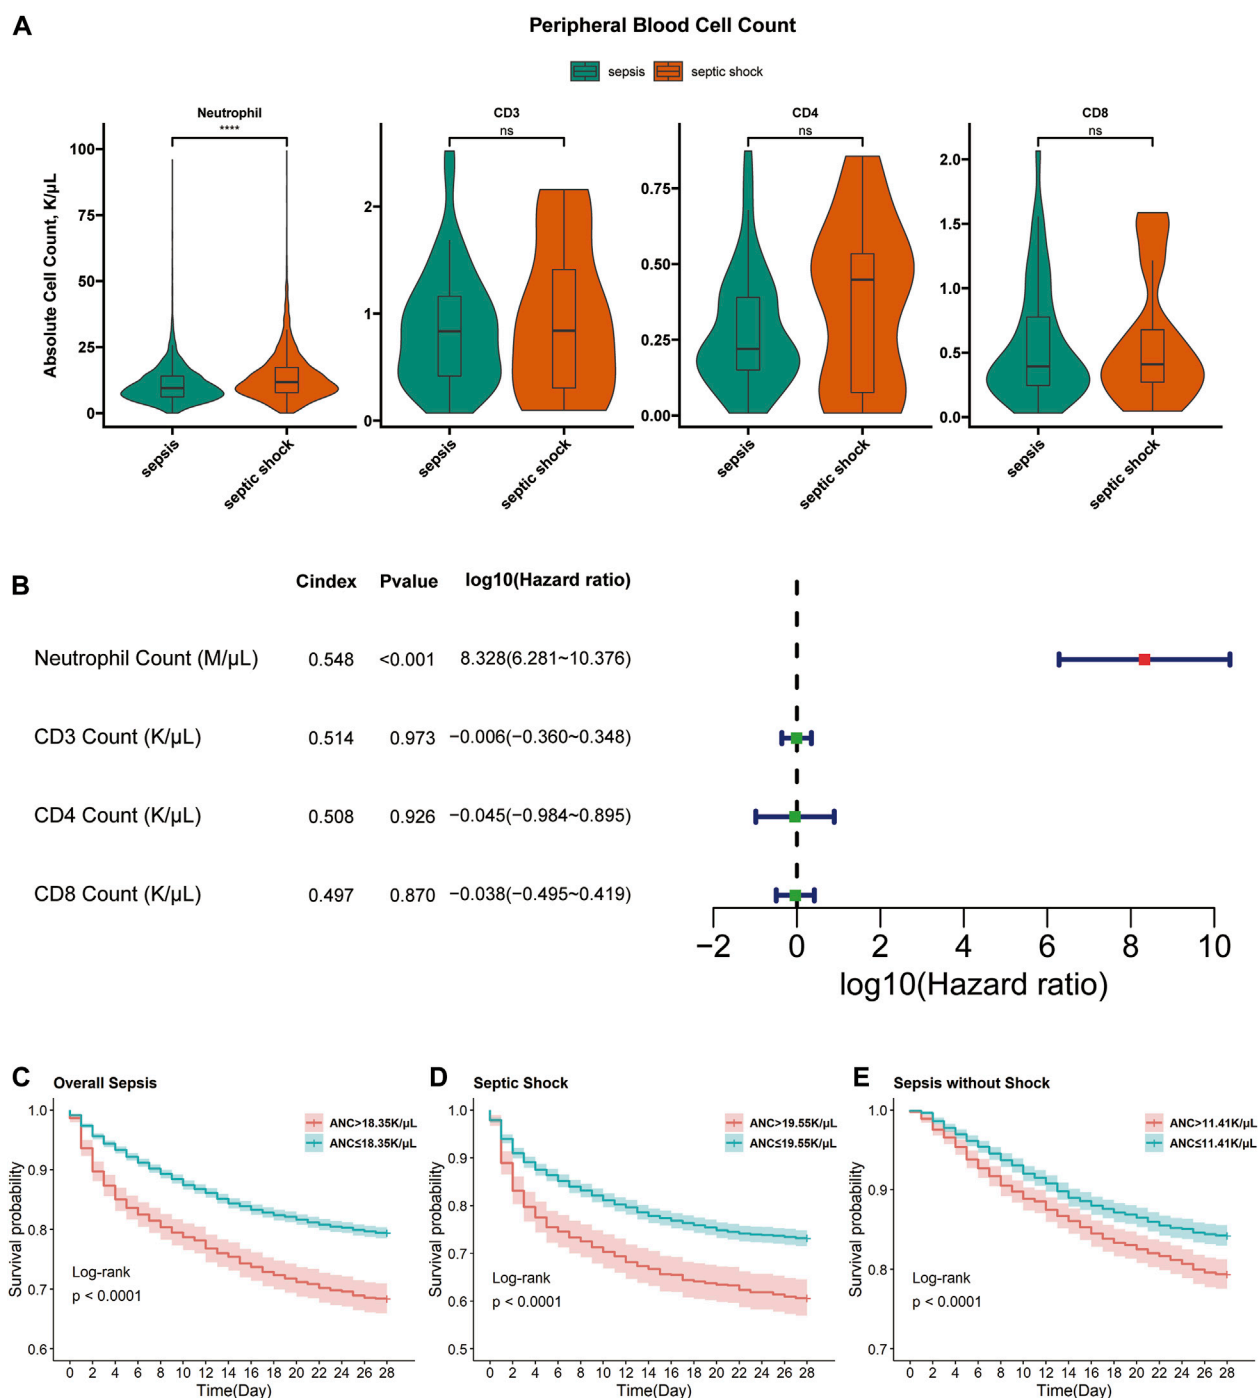 A
Peripheral Blood Cell Count
sepsis septic shock
Neutrophil CD3 CD4 CD8
**** ns ns ns
Absolute Cell Count, K/μL
100
75
50
25
0
2
1
0
0.75
0.50
0.25
0.00
2.0
1.5
1.0
0.5
0.0
sepsis septic shock sepsis septic shock sepsis septic shock sepsis septic shock
B
Cindex Pvalue log10(Hazard ratio)
Neutrophil Count (M/μL) 0.548 <0.001 8.328(6.281~10.376)
CD3 Count (K/μL) 0.514 0.973 −0.006(−0.360~0.348)
CD4 Count (K/μL) 0.508 0.926 −0.045(−0.984~0.895)
CD8 Count (K/μL) 0.497 0.870 −0.038(−0.495~0.419)
−2 0 2 4 6 8 10
log10(Hazard ratio)
C Overall Sepsis
ANC>18.35K/μL
ANC≤18.35K/μL
Survival probability
1.0
0.9
0.8
0.7
0.6
Log-rank
p < 0.0001
0 2 4 6 8 10 12 14 16 18 20 22 24 26 28
Time(Day)
D Septic Shock
ANC>19.55K/μL
ANC≤19.55K/μL
Survival probability
1.0
0.9
0.8
0.7
0.6
0.5
Log-rank
p < 0.0001
0 2 4 6 8 10 12 14 16 18 20 22 24 26 28
Time(Day)
E Sepsis without Shock
ANC>11.41K/μL
ANC≤11.41K/μL
Survival probability
1.0
0.9
0.8
0.7
Log-rank
p < 0.0001
0 2 4 6 8 10 12 14 16 18 20 22 24 26 28
Time(Day)